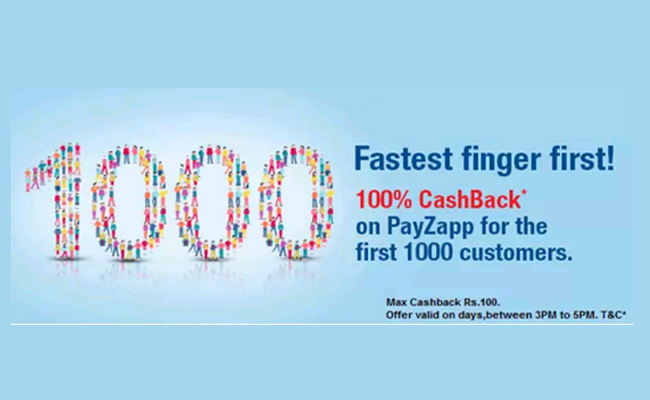 1000
Fastest finger first!
100% CashBack*
on PayZapp for the
first 1000 customers.
Max Cashback Rs.100.
Offer valid on days,between 3PM to 5PM. T&C*